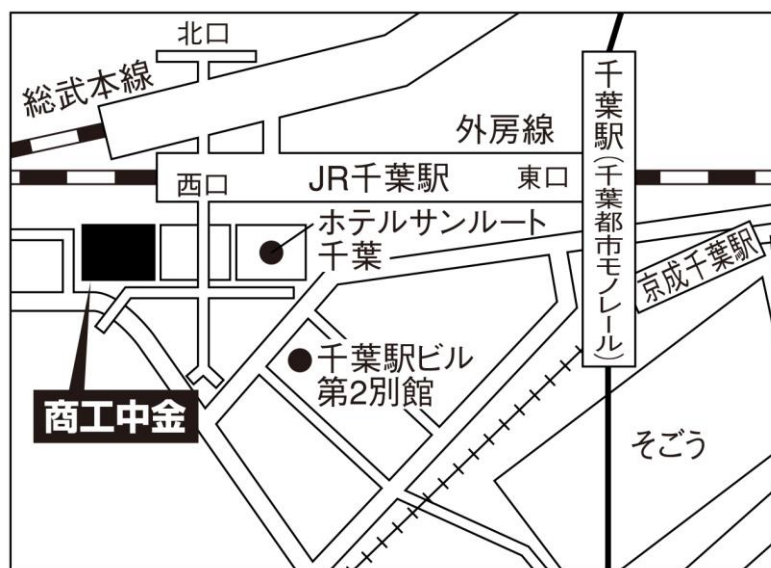 北口
総武本線
外房線
西口
JR千葉駅
東口
千葉駅(千葉都市モノレール)
ホテルサンルート
千葉
京成千葉駅
千葉駅ビル
第2別館
商工中金
そごう